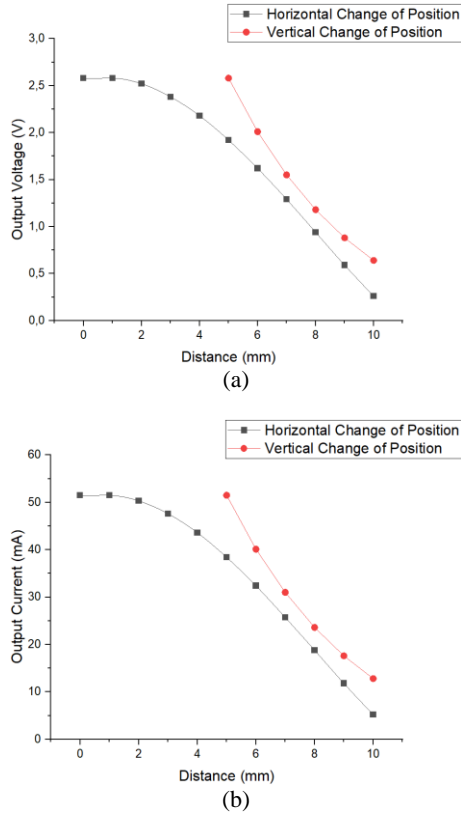 Horizontal Change of Position
Vertical Change of Position
3,0
2,5
2,0
1,5
1,0
0,5
0,0
Output Voltage (V)
0 2 4 6 8 10
Distance (mm)
(a)
Horizontal Change of Position
Vertical Change of Position
60
50
40
30
20
10
0
Output Current (mA)
0 2 4 6 8 10
Distance (mm)
(b)